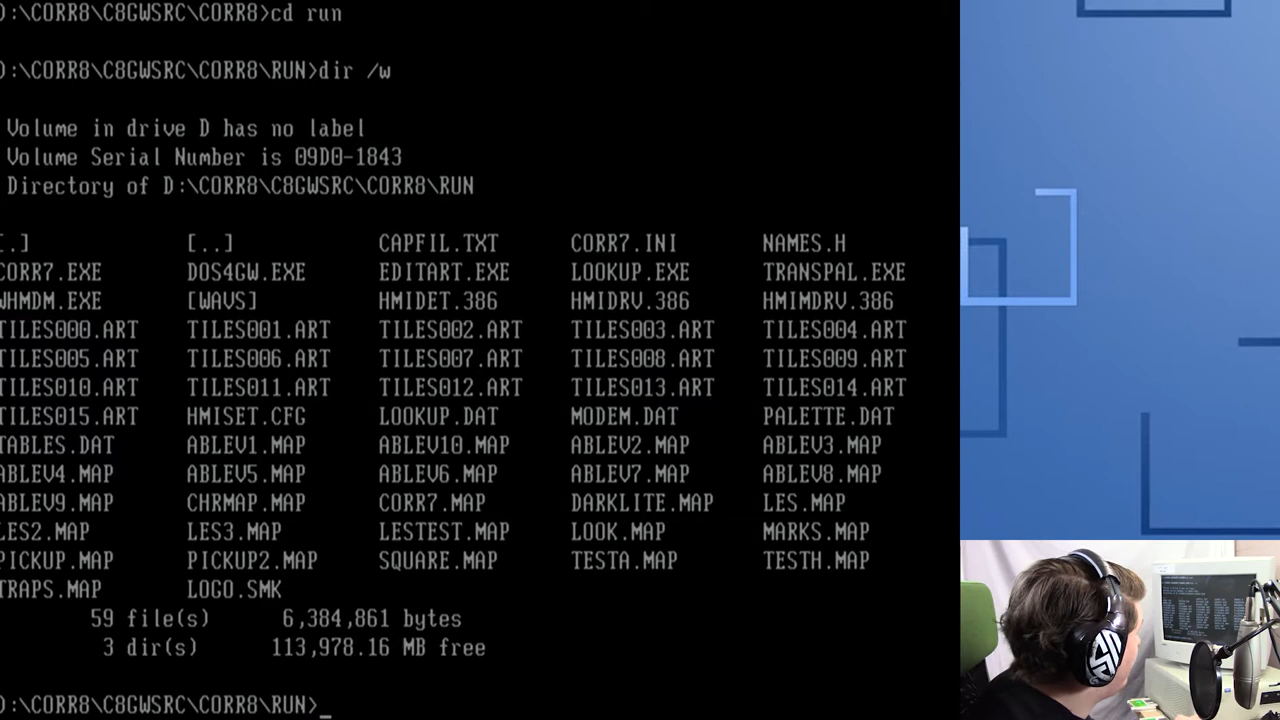 D:\CORR8\C8GWSRC\CORR8>cd run
D:\CORR8\C8GWSRC\CORR8\RUN>dir /w
Volume in drive D has no label
Volume Serial Number is 09D0-1843
Directory of D:\CORR8\C8GWSRC\CORR8\RUN
[.] [..] CAPFIL.TXT CORR7.INI NAMES.H
CORR7.EXE DOS4GW.EXE EDITART.EXE LOOKUP.EXE TRANSPAL.EXE
WHMDM.EXE [WAVS] HMIDET.386 HMIDRV.386 HMIMDRV.386
TILES000.ART TILES001.ART TILES002.ART TILES003.ART TILES004.ART
TILES005.ART TILES006.ART TILES007.ART TILES008.ART TILES009.ART
TILES010.ART TILES011.ART TILES012.ART TILES013.ART TILES014.ART
TILES015.ART HMISET.CFG LOOKUP.DAT MODEM.DAT PALETTE.DAT
TABLES.DAT ABLEV1.MAP ABLEV10.MAP ABLEV2.MAP ABLEV3.MAP
ABLEV4.MAP ABLEV5.MAP ABLEV6.MAP ABLEV7.MAP ABLEV8.MAP
ABLEV9.MAP CHRMAP.MAP CORR7.MAP DARKLITE.MAP LES.MAP
LES2.MAP LES3.MAP LESTEST.MAP LOOK.MAP MARKS.MAP
PICKUP.MAP PICKUP2.MAP SQUARE.MAP TESTA.MAP TESTH.MAP
TRAPS.MAP LOGO.SMK
59 file(s) 6,384,861 bytes
3 dir(s) 113,978.16 MB free
D:\CORR8\C8GWSRC\CORR8\RUN>_